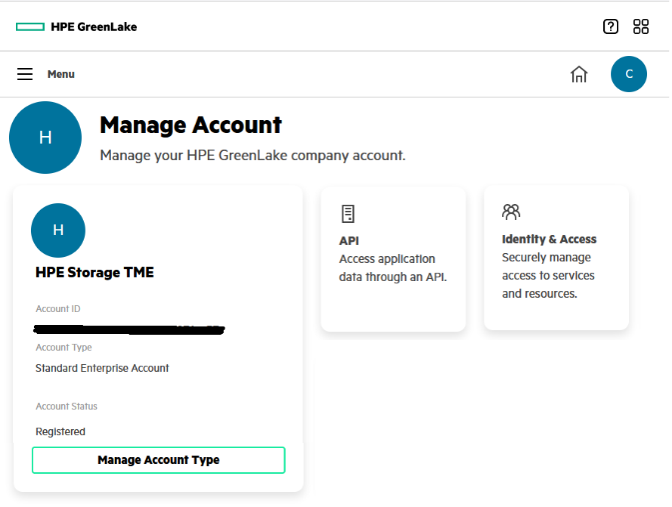 HPE GreenLake
Menu
C
H
Manage Account
Manage your HPE GreenLake company account.
H
HPE Storage TME
Account ID
Account Type
Standard Enterprise Account
Account Status
Registered
Manage Account Type
API
Access application
data through an API.
Identity & Access
Securely manage
access to services
and resources.